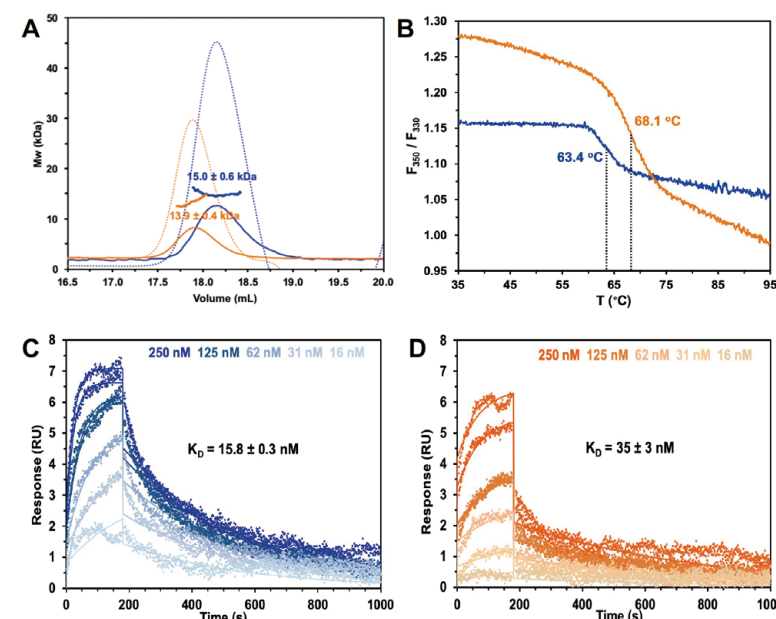 A
50
40
30
20
10
0
Mw (kDa)
15.0 ± 0.6 kDa
13.9 ± 0.4 kDa
16.5 17.0 17.5 18.0 18.5 19.0 19.5 20.0
Volume (mL)
B
1.30
1.25
1.20
1.15
1.10
1.05
1.00
0.95
F350 / F330
68.1 °C
63.4 °C
35 45 55 65 75 85 95
T (°C)
C
8
7
6
5
4
3
2
1
0
Response (RU)
250 nM 125 nM 62 nM 31 nM 16 nM
KD = 15.8 ± 0.3 nM
0 200 400 600 800 1000
Time (s)
D
8
7
6
5
4
3
2
1
0
Response (RU)
250 nM 125 nM 62 nM 31 nM 16 nM
KD = 35 ± 3 nM
0 200 400 600 800 1000
Time (s)